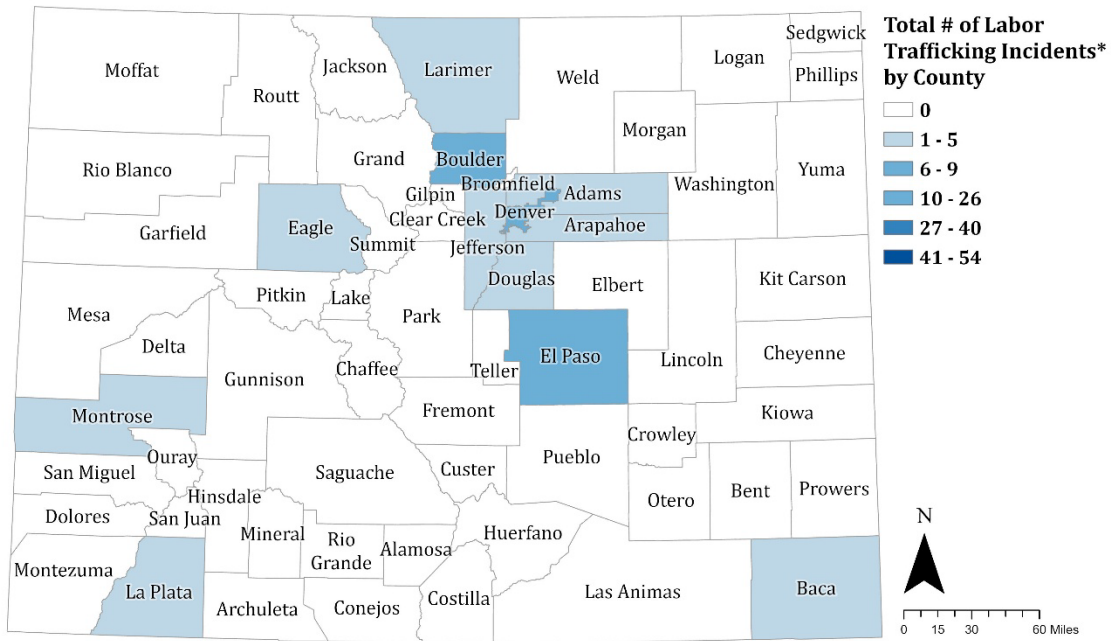 Total # of Labor
Trafficking Incidents*
by County
0
1 - 5
6 - 9
10 - 26
27 - 40
41 - 54
Moffat
Routt
Jackson
Larimer
Weld
Logan
Sedgwick
Phillips
Morgan
Rio Blanco
Grand
Boulder
Broomfield
Adams
Washington
Yuma
Gilpin
Denver
Clear Creek
Arapahoe
Garfield
Eagle
Summit
Jefferson
Douglas
Elbert
Kit Carson
Pitkin
Lake
Park
Mesa
Delta
Gunnison
Chaffee
Teller
El Paso
Lincoln
Cheyenne
Montrose
Fremont
Kiowa
Crowley
Ouray
Pueblo
San Miguel
Saguache
Custer
Otero
Bent
Prowers
Hinsdale
Dolores
San Juan
Mineral
Rio
Grande
Alamosa
Huerfano
Montezuma
La Plata
Archuleta
Conejos
Costilla
Las Animas
Baca
N
0 15 30 60 Miles